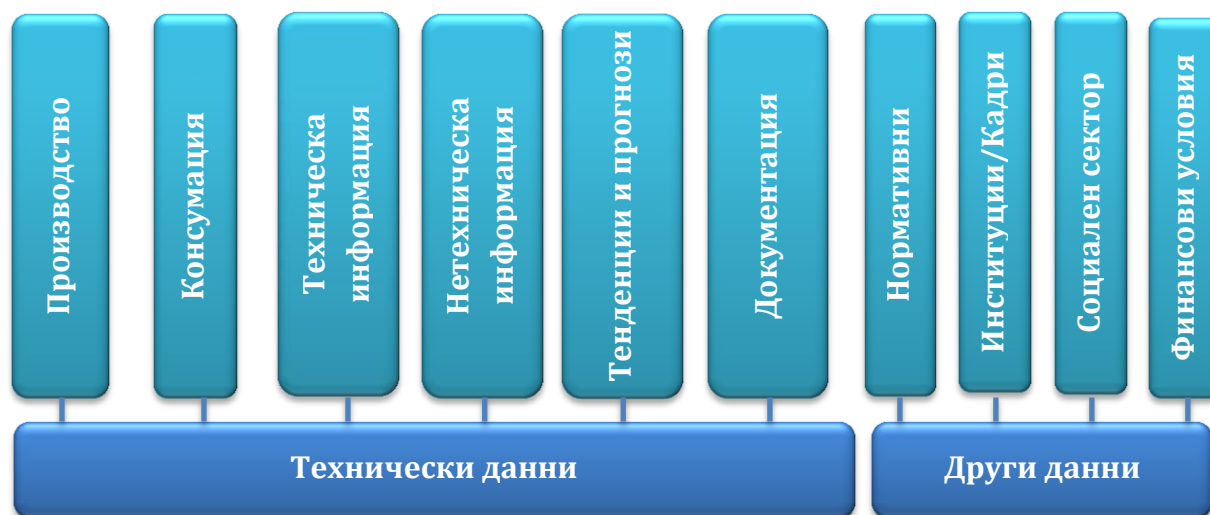 Производство
Консумация
Техническа
информация
Нетехническа
информация
Тенденции и прогнози
Документация
Нормативни
Институции/Кадри
Социален сектор
Финансови условия
Технически данни
Други данни